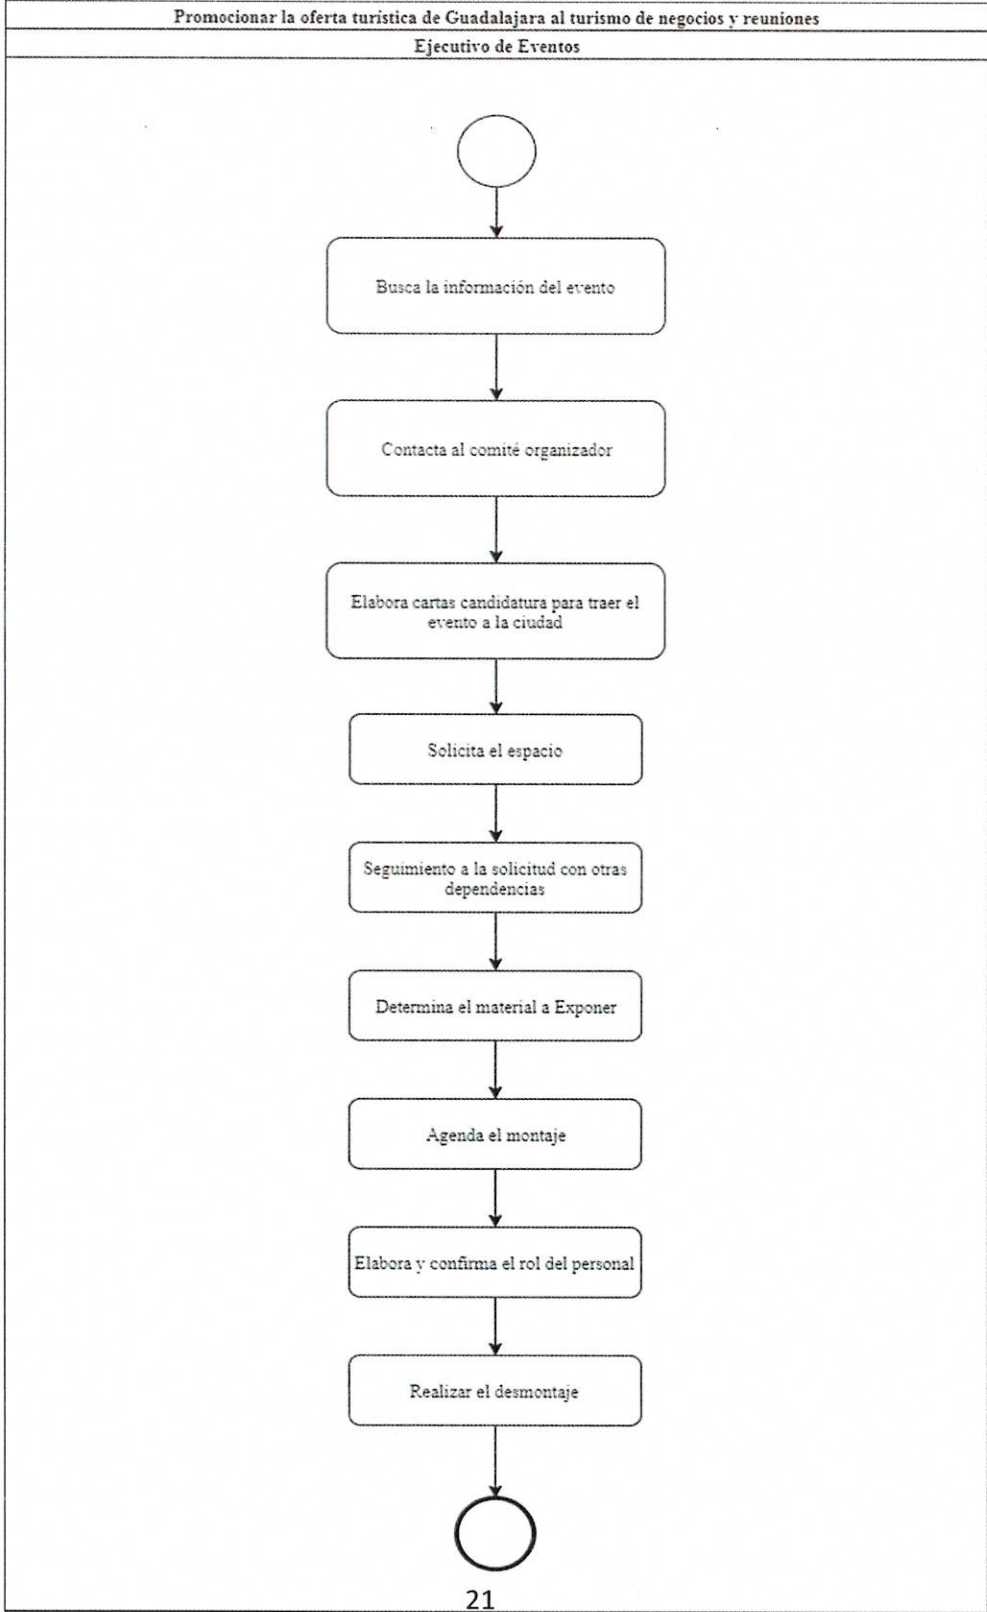 Promocionar la oferta turística de Guadalajara al turismo de negocios y reuniones
Ejecutivo de Eventos
Busca la información del evento
Contacta al comité organizador
Elabora cartas candidatura para traer el
evento a la ciudad
Solicita el espacio
Seguimiento a la solicitud con otras
dependencias
Determina el material a Exponer
Agenda el montaje
Elabora y confirma el rol del personal
Realizar el desmontaje
21